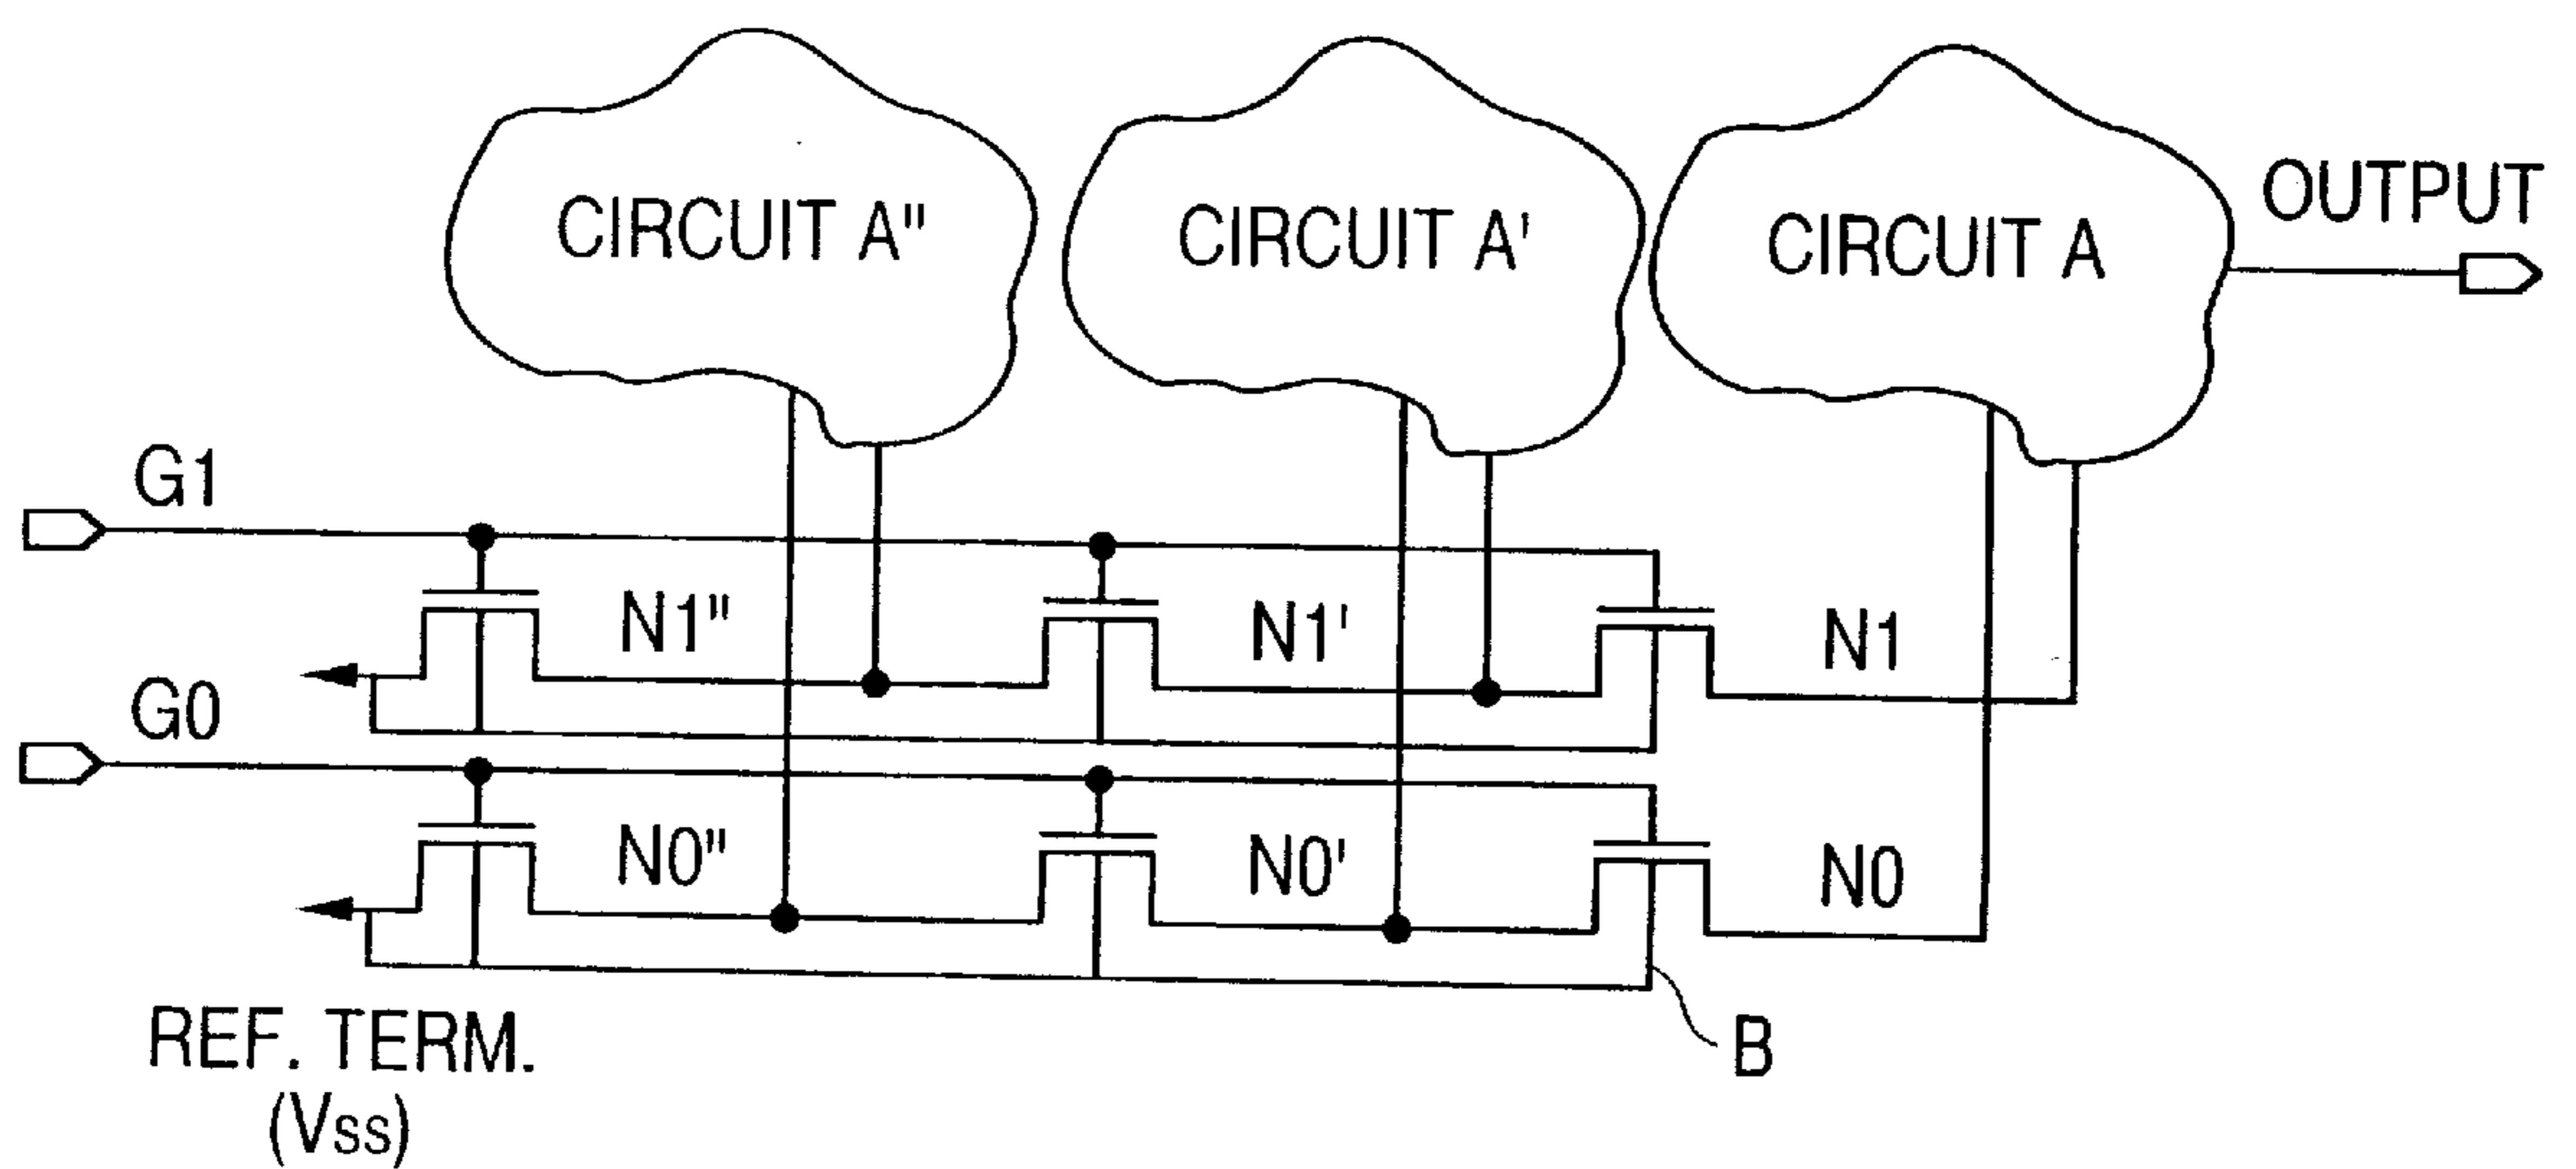 CIRCUIT A"
CIRCUIT A'
CIRCUIT A
OUTPUT
G1
N1"
N1'
N1
G0
N0"
N0'
N0
REF. TERM.
(Vss)
B